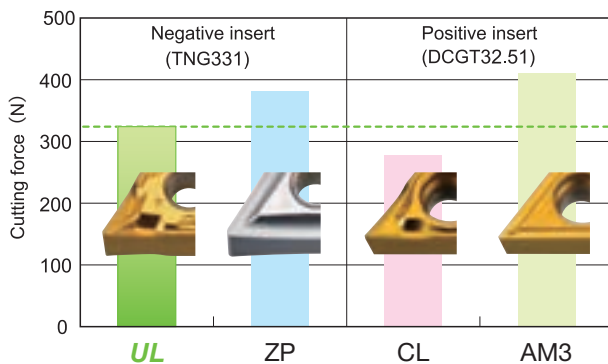 Cutting force (N)
500
400
300
200
100
0
Negative insert
(TNG331)
Positive insert
(DCGT32.51)
UL
ZP
CL
AM3